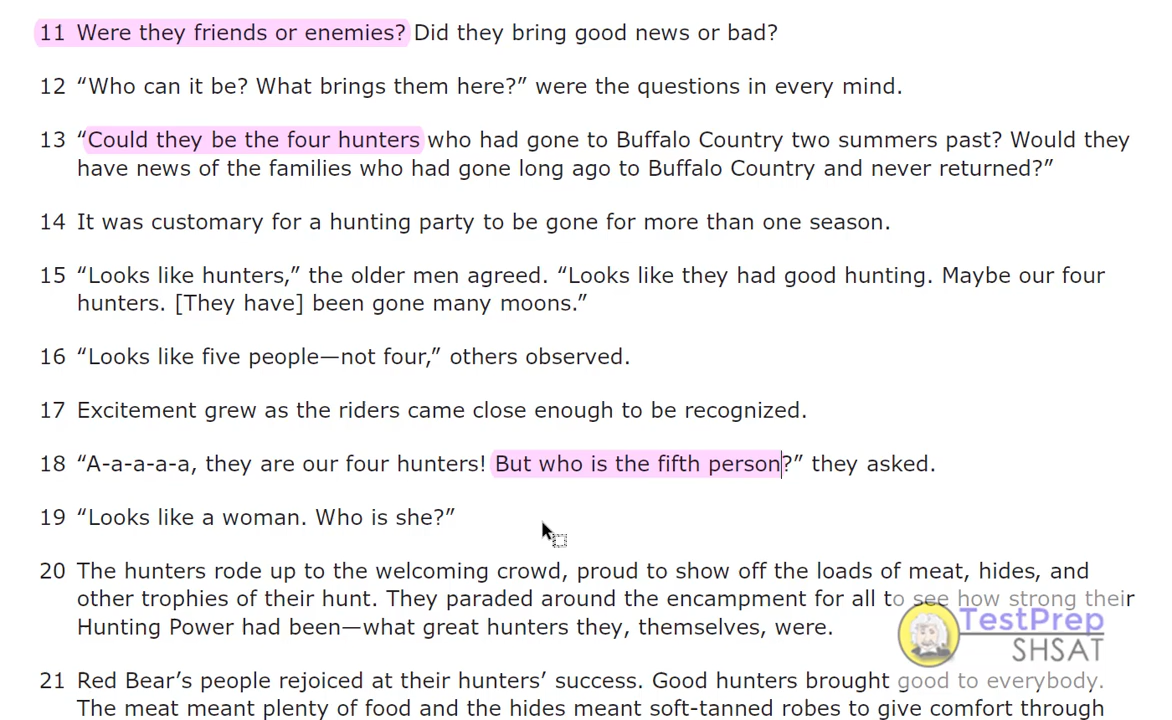 11 Were they friends or enemies? Did they bring good news or bad?
12 “Who can it be? What brings them here?” were the questions in every mind.
13 “Could they be the four hunters who had gone to Buffalo Country two summers past? Would they
have news of the families who had gone long ago to Buffalo Country and never returned?”
14 It was customary for a hunting party to be gone for more than one season.
15 “Looks like hunters,” the older men agreed. “Looks like they had good hunting. Maybe our four
hunters. [They have] been gone many moons.”
16 “Looks like five people—not four,” others observed.
17 Excitement grew as the riders came close enough to be recognized.
18 “A-a-a-a-a, they are our four hunters! But who is the fifth person?” they asked.
19 “Looks like a woman. Who is she?”
20 The hunters rode up to the welcoming crowd, proud to show off the loads of meat, hides, and
other trophies of their hunt. They paraded around the encampment for all to see how strong their
Hunting Power had been—what great hunters they, themselves, were.
TestPrep
SHSAT
21 Red Bear’s people rejoiced at their hunters’ success. Good hunters brought good to everybody.
The meat meant plenty of food and the hides meant soft-tanned robes to give comfort through